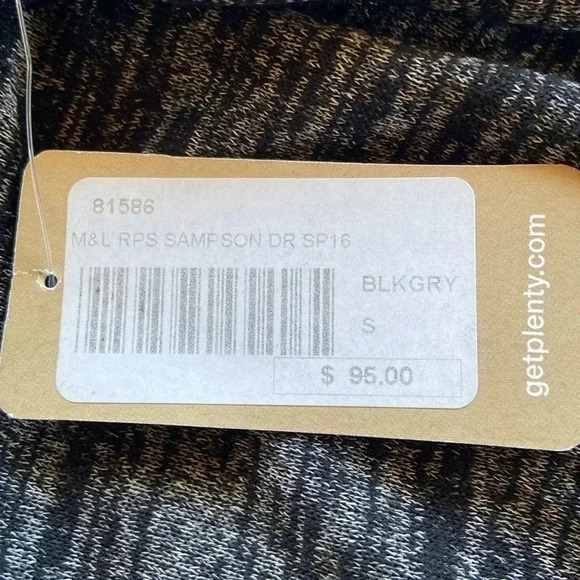 81586
M&L RPS SAMPSON DR SP16
BLKGRY
S
$ 95.00
getplenty.com